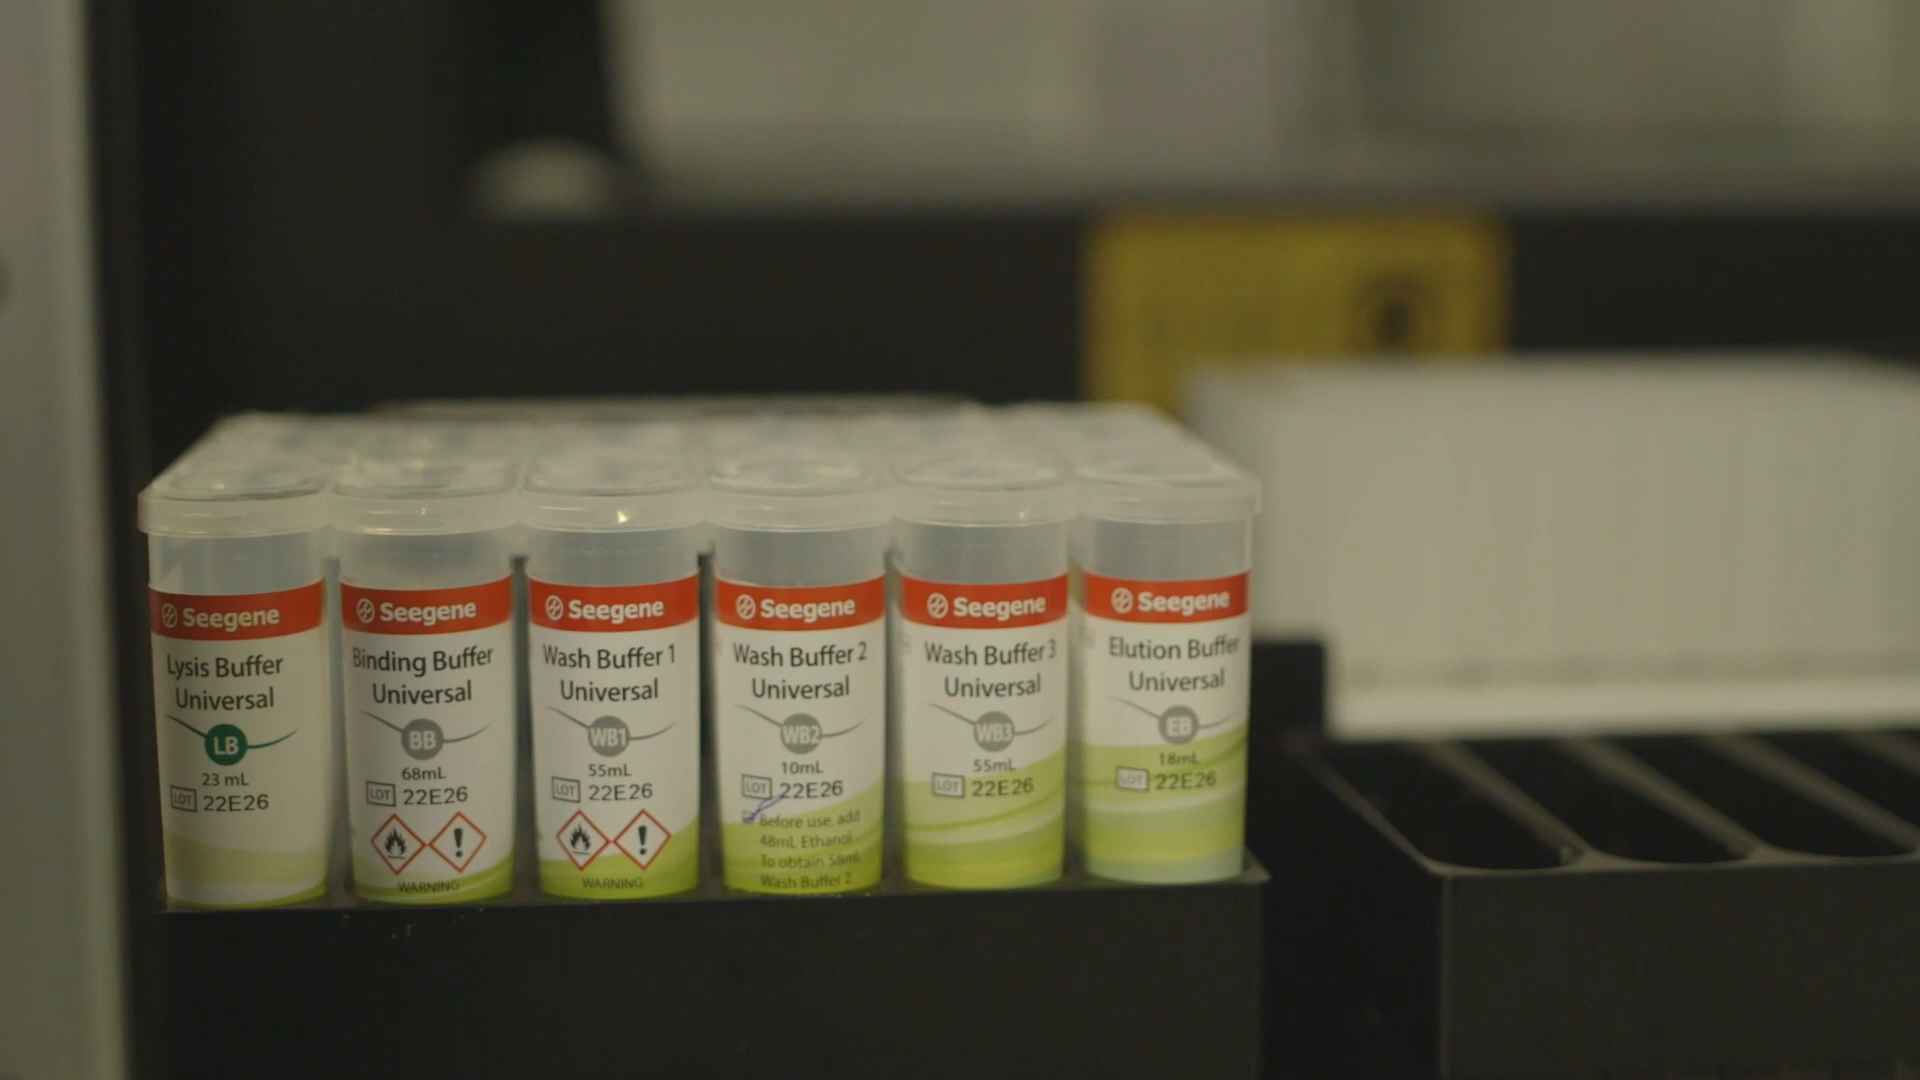 Seegene
Lysis Buffer
Universal
LB
23 mL
LOT 22E26
Seegene
Binding Buffer
Universal
BB
68mL
LOT 22E26
WARNING
Seegene
Wash Buffer 1
Universal
WB1
55mL
LOT 22E26
WARNING
Seegene
Wash Buffer 2
Universal
WB2
10mL
LOT 22E26
Before use, add
48mL Ethanol
To obtain 58mL
Wash Buffer 2.
Seegene
Wash Buffer 3
Universal
WB3
55mL
LOT 22E26
Seegene
Elution Buffer
Universal
EB
18mL
LOT 22E26